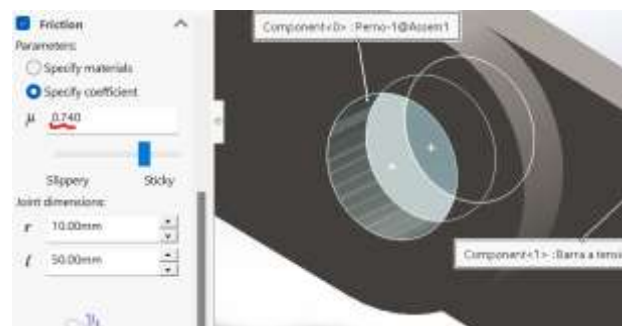 Friction
Parameters:
Specify materials
Specify coefficient
μ 0.740
Slippery Sticky
Joint dimensions:
r 10.00mm
l 50.00mm
Component<0> :Perno-1@Assem1
Component<1> :Barra a tensi